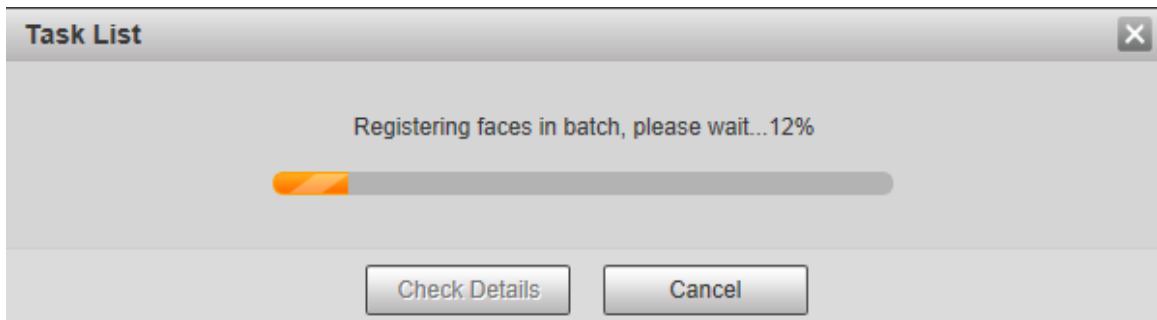 Task List
Registering faces in batch, please wait...12%
Check Details
Cancel